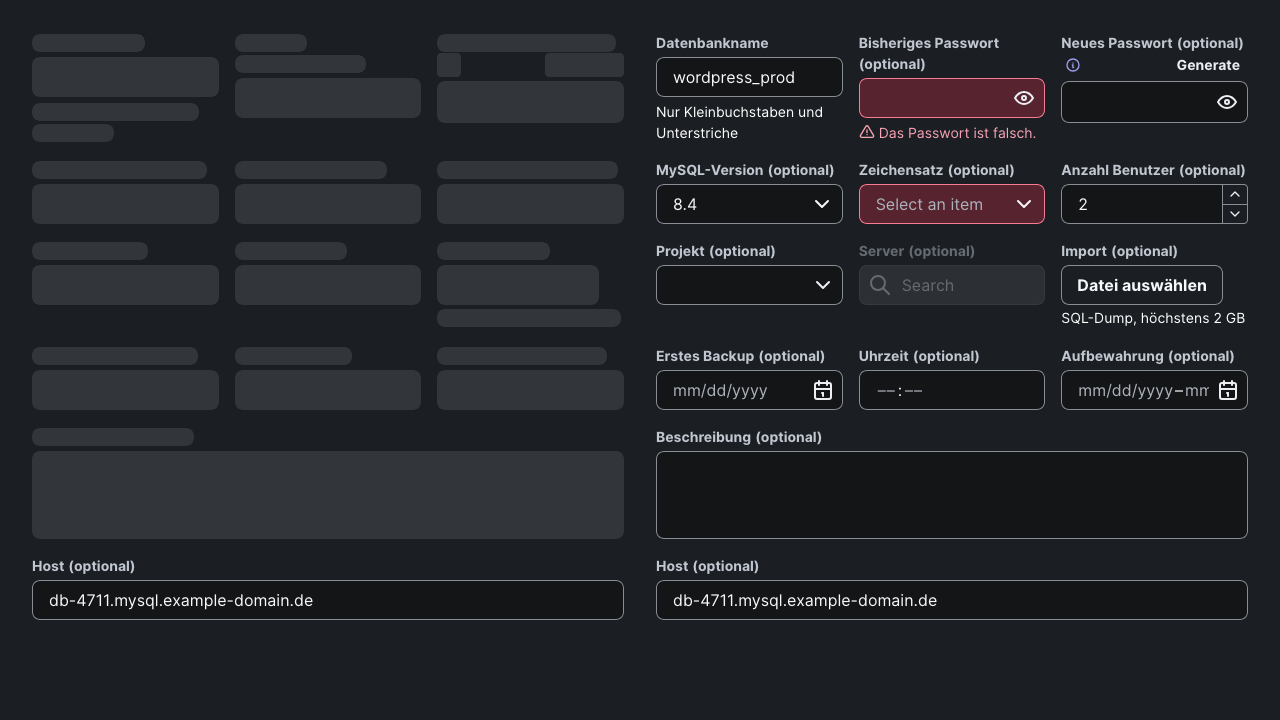 Datenbankname
wordpress_prod
Nur Kleinbuchstaben und
Unterstriche
Bisheriges Passwort
(optional)
Das Passwort ist falsch.
Neues Passwort (optional)
Generate
MySQL-Version (optional)
8.4
Zeichensatz (optional)
Select an item
Anzahl Benutzer (optional)
2
Projekt (optional)
Server (optional)
Search
Import (optional)
Datei auswählen
SQL-Dump, höchstens 2 GB
Erstes Backup (optional)
mm/dd/yyyy
Uhrzeit (optional)
––:––
Aufbewahrung (optional)
mm/dd/yyyy–mm
Beschreibung (optional)
Host (optional)
db-4711.mysql.example-domain.de
Host (optional)
db-4711.mysql.example-domain.de